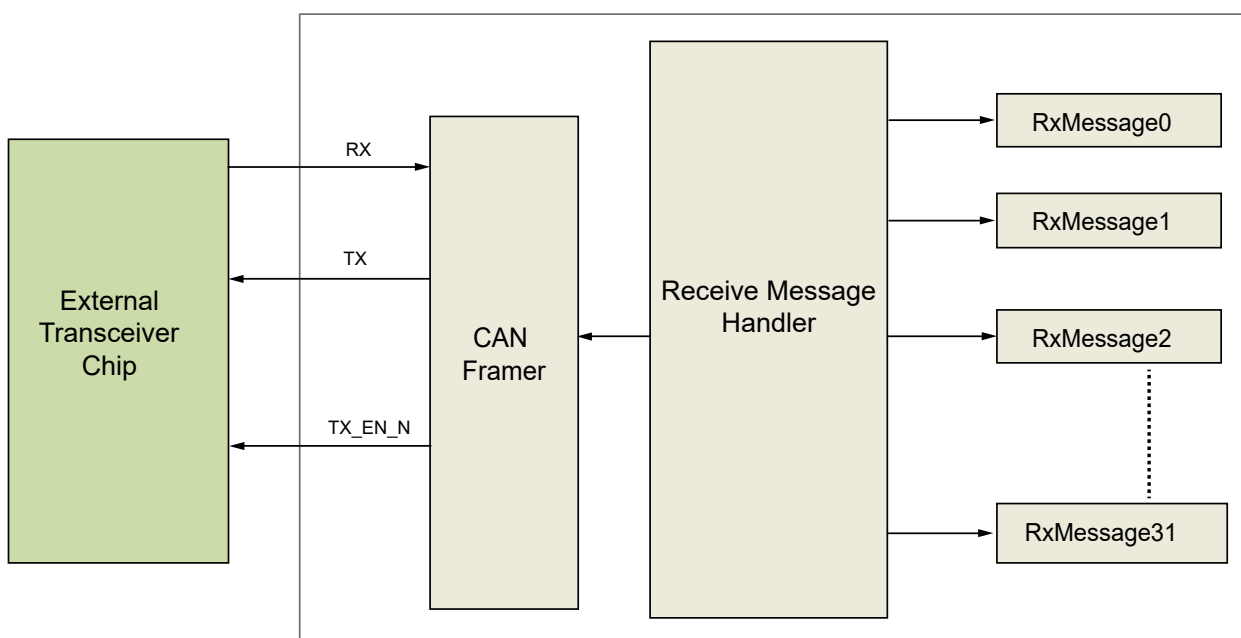 External
Transceiver
Chip
RX
TX
TX_EN_N
CAN
Framer
Receive Message
Handler
RxMessage0
RxMessage1
RxMessage2
RxMessage31